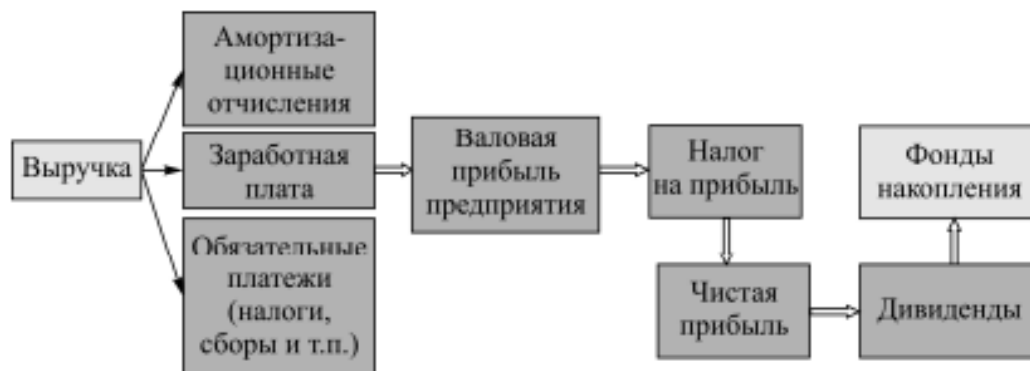 Выручка
Амортиза-
ционные
отчисления
Заработная
плата
Обязательные
платежи
(налоги,
сборы и т.п.)
Валовая
прибыль
предприятия
Налог
на прибыль
Чистая
прибыль
Дивиденды
Фонды
накопления